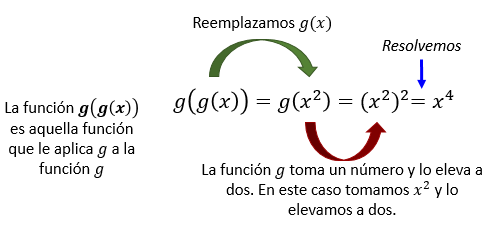 Reemplazamos g(x)
Resolvemos
La función g(g(x))
es aquella función
que le aplica g a la
función g
g(g(x)) = g(x²) = (x²)²= x⁴
La función g toma un número y lo eleva a
dos. En este caso tomamos x² y lo
elevamos a dos.